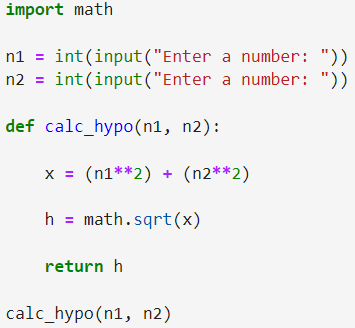 import math
n1 = int(input("Enter a number: "))
n2 = int(input("Enter a number: "))
def calc_hypo(n1, n2):
    x = (n1**2) + (n2**2)
    h = math.sqrt(x)
    return h
calc_hypo(n1, n2)